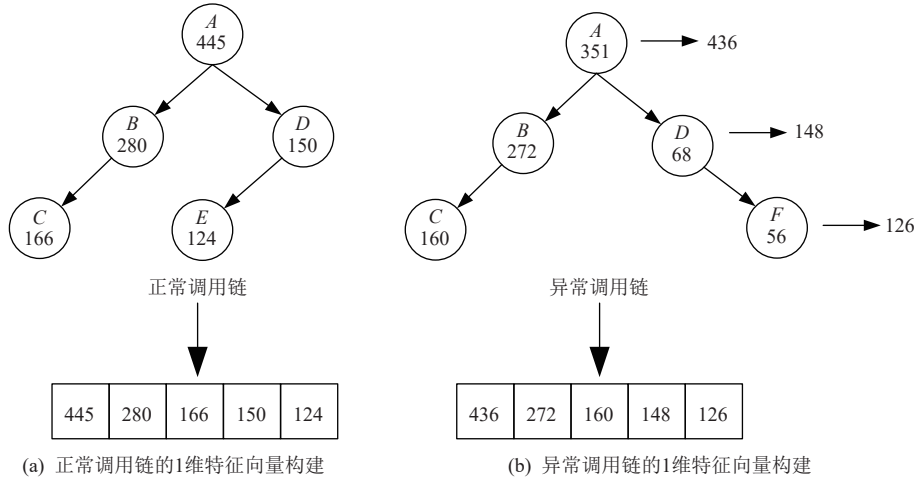 A
445
B
280
D
150
C
166
E
124
正常调用链
445 280 166 150 124
(a) 正常调用链的1维特征向量构建
A
351
436
B
272
D
68
148
C
160
F
56
126
异常调用链
436 272 160 148 126
(b) 异常调用链的1维特征向量构建